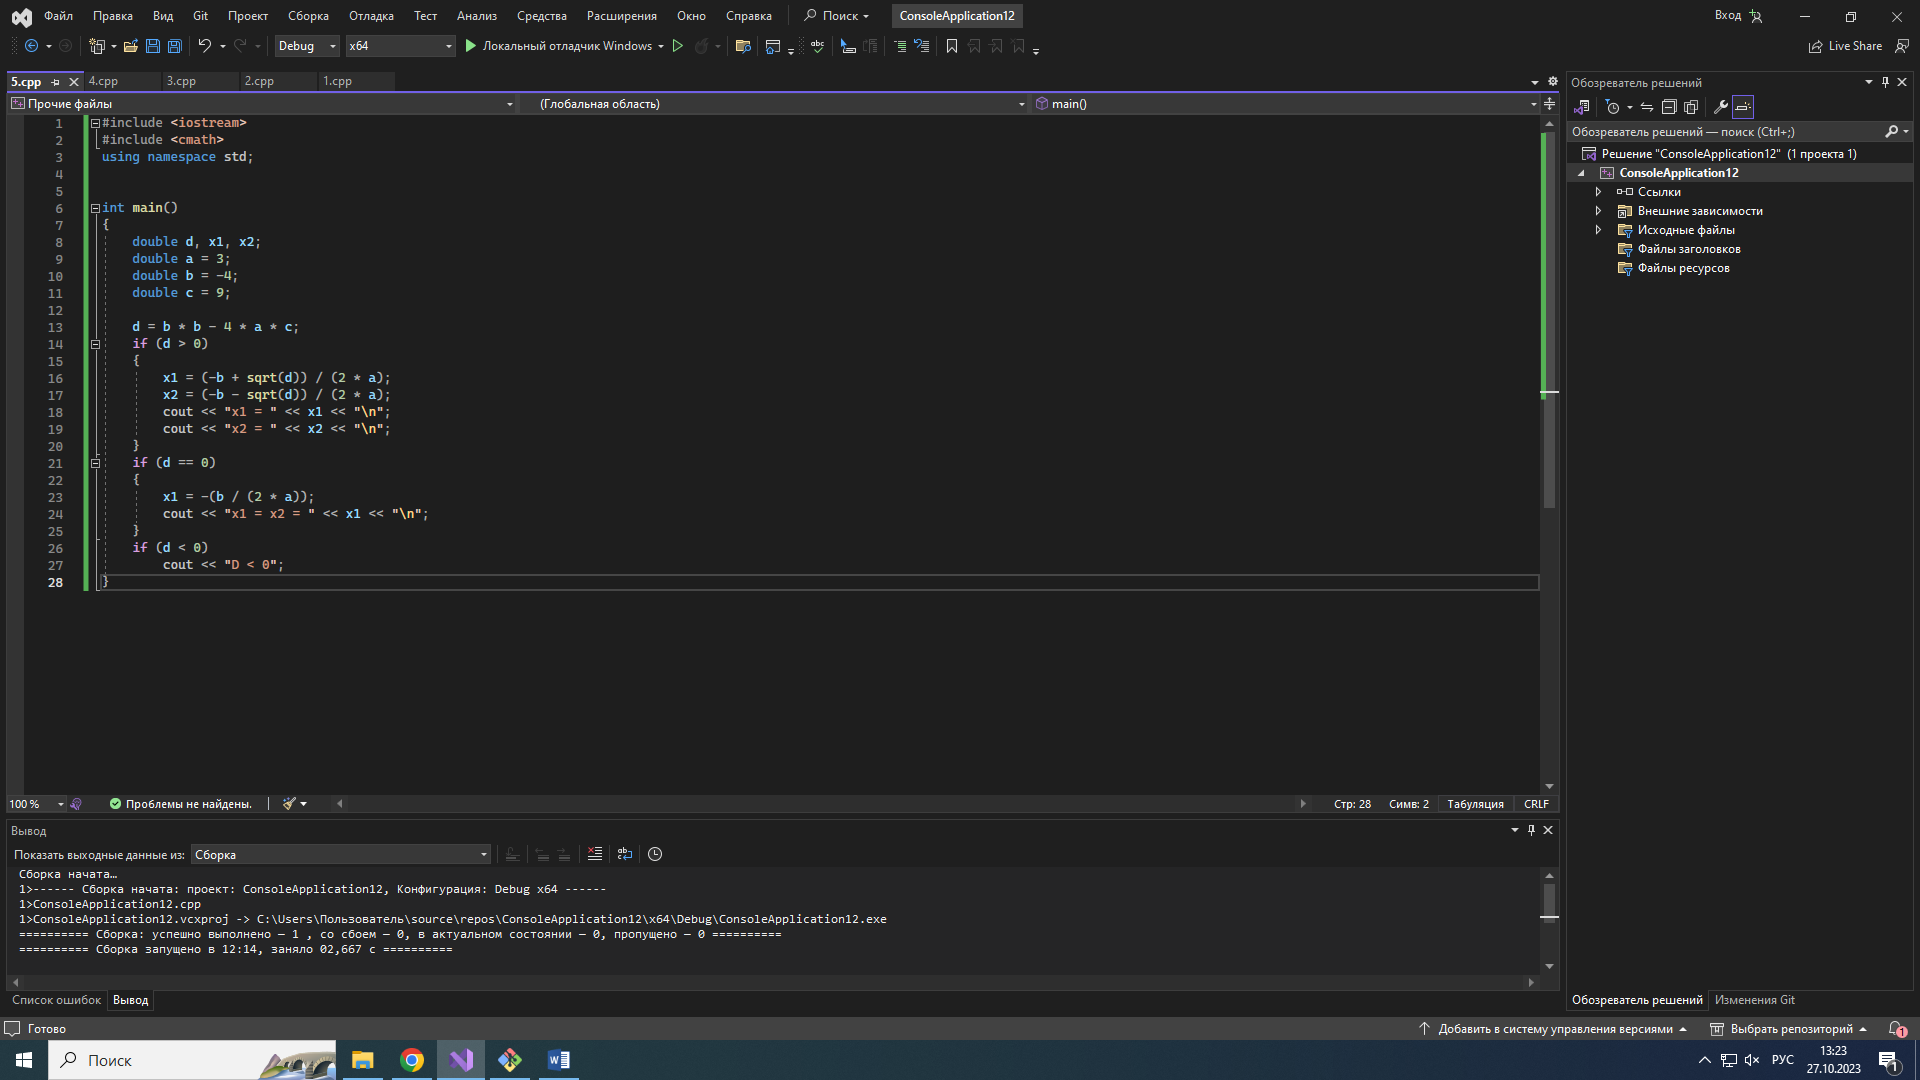 Файл Правка Вид Git Проект Сборка Отладка Тест Анализ Средства Расширения Окно Справка Поиск ConsoleApplication12 Вход
Debug x64 Локальный отладчик Windows Live Share
5.cpp 4.cpp 3.cpp 2.cpp 1.cpp
Прочие файлы (Глобальная область) main()
1 #include <iostream>
2 #include <cmath>
3 using namespace std;
4
5
6 int main()
7 {
8 double d, x1, x2;
9 double a = 3;
10 double b = -4;
11 double c = 9;
12
13 d = b * b - 4 * a * c;
14 if (d > 0)
15 {
16 x1 = (-b + sqrt(d)) / (2 * a);
17 x2 = (-b - sqrt(d)) / (2 * a);
18 cout << "x1 = " << x1 << "\n";
19 cout << "x2 = " << x2 << "\n";
20 }
21 if (d == 0)
22 {
23 x1 = -(b / (2 * a));
24 cout << "x1 = x2 = " << x1 << "\n";
25 }
26 if (d < 0)
27 cout << "D < 0";
28 }
100 % Проблемы не найдены. Стр: 28 Симв: 2 Табуляция CRLF
Вывод
Показать выходные данные из: Сборка
Сборка начата…
1>------ Сборка начата: проект: ConsoleApplication12, Конфигурация: Debug x64 ------
1>ConsoleApplication12.cpp
1>ConsoleApplication12.vcxproj -> C:\Users\Пользователь\source\repos\ConsoleApplication12\x64\Debug\ConsoleApplication12.exe
========== Сборка: успешно выполнено — 1 , со сбоем — 0, в актуальном состоянии — 0, пропущено — 0 ==========
========== Сборка запущено в 12:14, заняло 02,667 с ==========
Список ошибок Вывод
Обозреватель решений
Обозреватель решений — поиск (Ctrl+;)
Решение "ConsoleApplication12" (1 проекта 1)
ConsoleApplication12
Ссылки
Внешние зависимости
Исходные файлы
Файлы заголовков
Файлы ресурсов
Обозреватель решений Изменения Git
Готово Добавить в систему управления версиями Выбрать репозиторий 1
Поиск РУС 13:23
27.10.2023 1